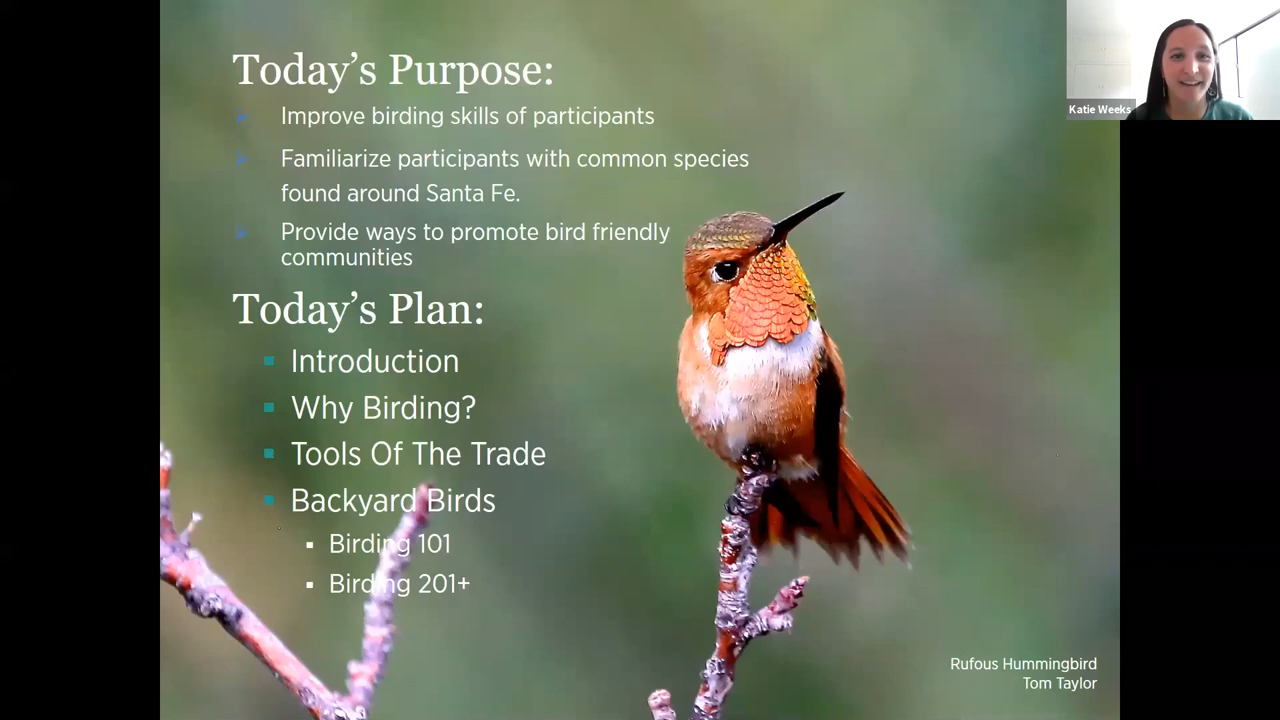 Today's Purpose:
Improve birding skills of participants
Familiarize participants with common species
found around Santa Fe.
Provide ways to promote bird friendly
communities
Today's Plan:
Introduction
Why Birding?
Tools Of The Trade
Backyard Birds
Birding 101
Birding 201+
Rufous Hummingbird
Tom Taylor
Katie Weeks